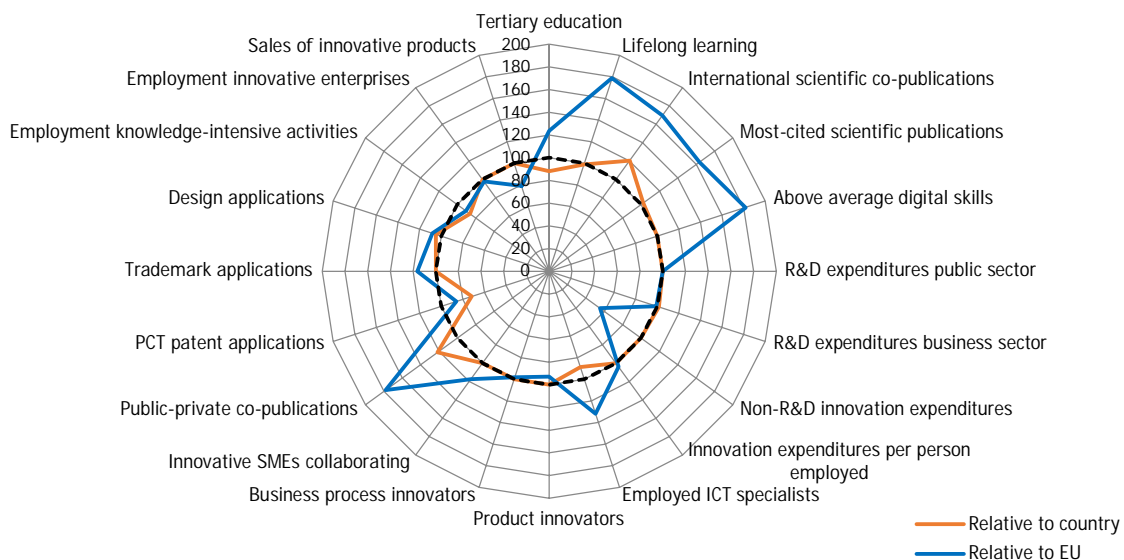 Tertiary education
Lifelong learning
International scientific co-publications
Most-cited scientific publications
Above average digital skills
R&D expenditures public sector
R&D expenditures business sector
Non-R&D innovation expenditures
Innovation expenditures per person
employed
Employed ICT specialists
Product innovators
Business process innovators
Innovative SMEs collaborating
Public-private co-publications
PCT patent applications
Trademark applications
Design applications
Employment knowledge-intensive activities
Employment innovative enterprises
Sales of innovative products
200
180
160
140
120
100
80
60
40
20
0
Relative to country
Relative to EU